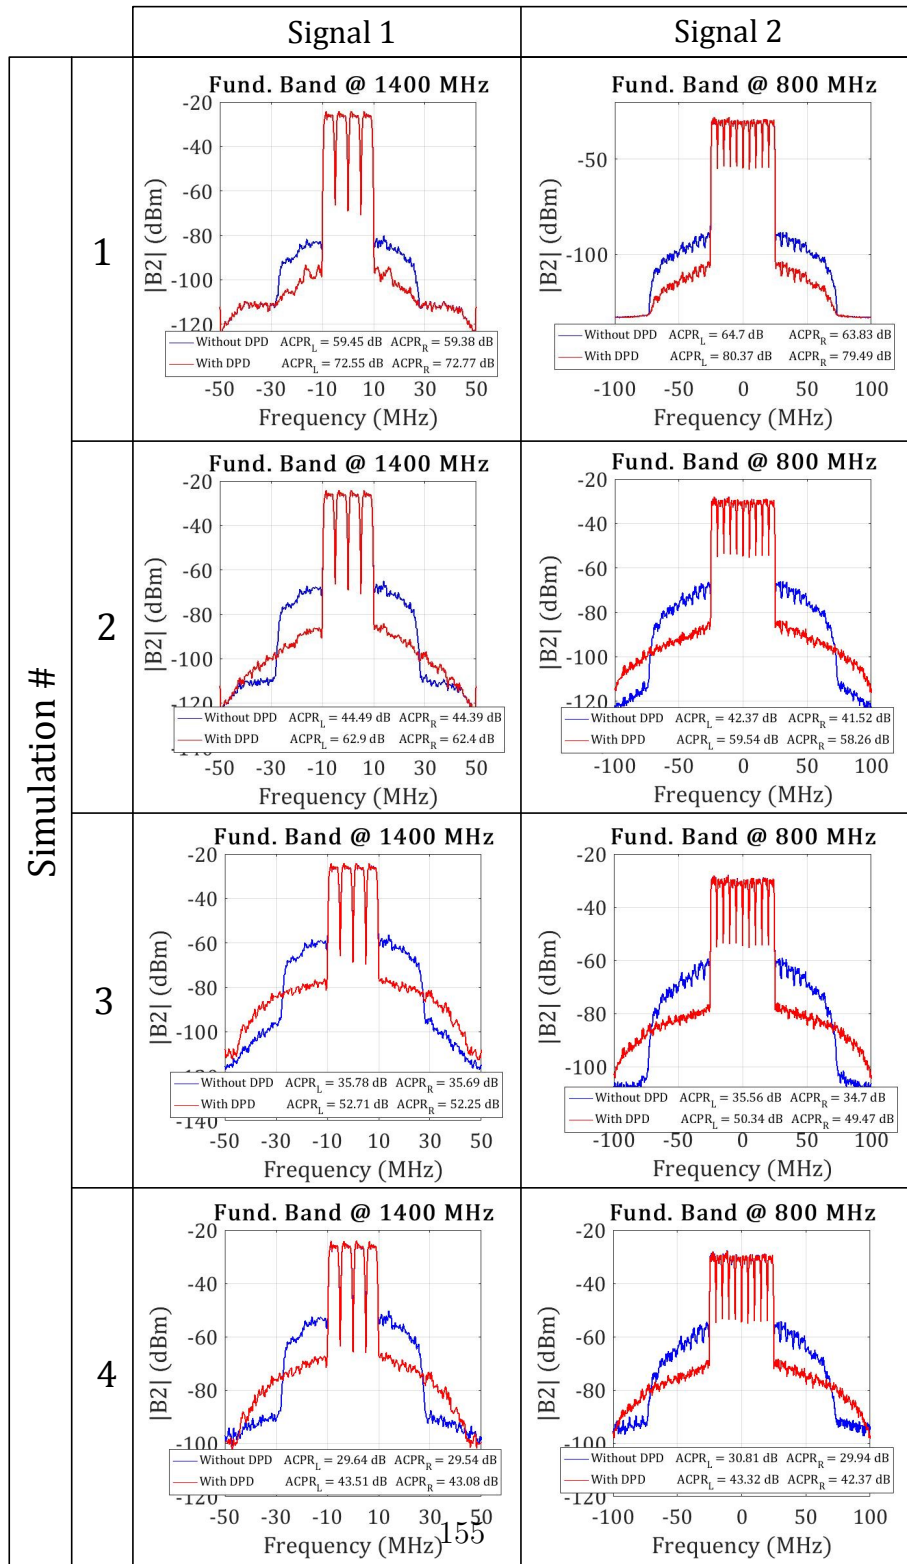 Signal 1
Signal 2
Simulation #
1
Fund. Band @ 1400 MHz
-20
-40
-60
-80
-100
-120
|B2| (dBm)
Without DPD ACPR_L = 59.45 dB ACPR_R = 59.38 dB
With DPD ACPR_L = 72.55 dB ACPR_R = 72.77 dB
-50 -30 -10 10 30 50
Frequency (MHz)
Fund. Band @ 800 MHz
-50
-100
|B2| (dBm)
Without DPD ACPR_L = 64.7 dB ACPR_R = 63.83 dB
With DPD ACPR_L = 80.37 dB ACPR_R = 79.49 dB
-100 -50 0 50 100
Frequency (MHz)
2
Fund. Band @ 1400 MHz
-20
-40
-60
-80
-100
-120
|B2| (dBm)
Without DPD ACPR_L = 44.49 dB ACPR_R = 44.39 dB
With DPD ACPR_L = 62.9 dB ACPR_R = 62.4 dB
-140
-50 -30 -10 10 30 50
Frequency (MHz)
Fund. Band @ 800 MHz
-20
-40
-60
-80
-100
-120
|B2| (dBm)
Without DPD ACPR_L = 42.37 dB ACPR_R = 41.52 dB
With DPD ACPR_L = 59.54 dB ACPR_R = 58.26 dB
-100 -50 0 50 100
Frequency (MHz)
3
Fund. Band @ 1400 MHz
-20
-40
-60
-80
-100
|B2| (dBm)
Without DPD ACPR_L = 35.78 dB ACPR_R = 35.69 dB
With DPD ACPR_L = 52.71 dB ACPR_R = 52.25 dB
-140
-50 -30 -10 10 30 50
Frequency (MHz)
Fund. Band @ 800 MHz
-20
-40
-60
-80
-100
|B2| (dBm)
Without DPD ACPR_L = 35.56 dB ACPR_R = 34.7 dB
With DPD ACPR_L = 50.34 dB ACPR_R = 49.47 dB
-100 -50 0 50 100
Frequency (MHz)
4
Fund. Band @ 1400 MHz
-20
-40
-60
-80
-100
|B2| (dBm)
Without DPD ACPR_L = 29.64 dB ACPR_R = 29.54 dB
With DPD ACPR_L = 43.51 dB ACPR_R = 43.08 dB
-120
-50 -30 -10 10 30 50
Frequency (MHz)
Fund. Band @ 800 MHz
-20
-40
-60
-80
-100
|B2| (dBm)
Without DPD ACPR_L = 30.81 dB ACPR_R = 29.94 dB
With DPD ACPR_L = 43.32 dB ACPR_R = 42.37 dB
-120
-100 -50 0 50 100
Frequency (MHz)
155